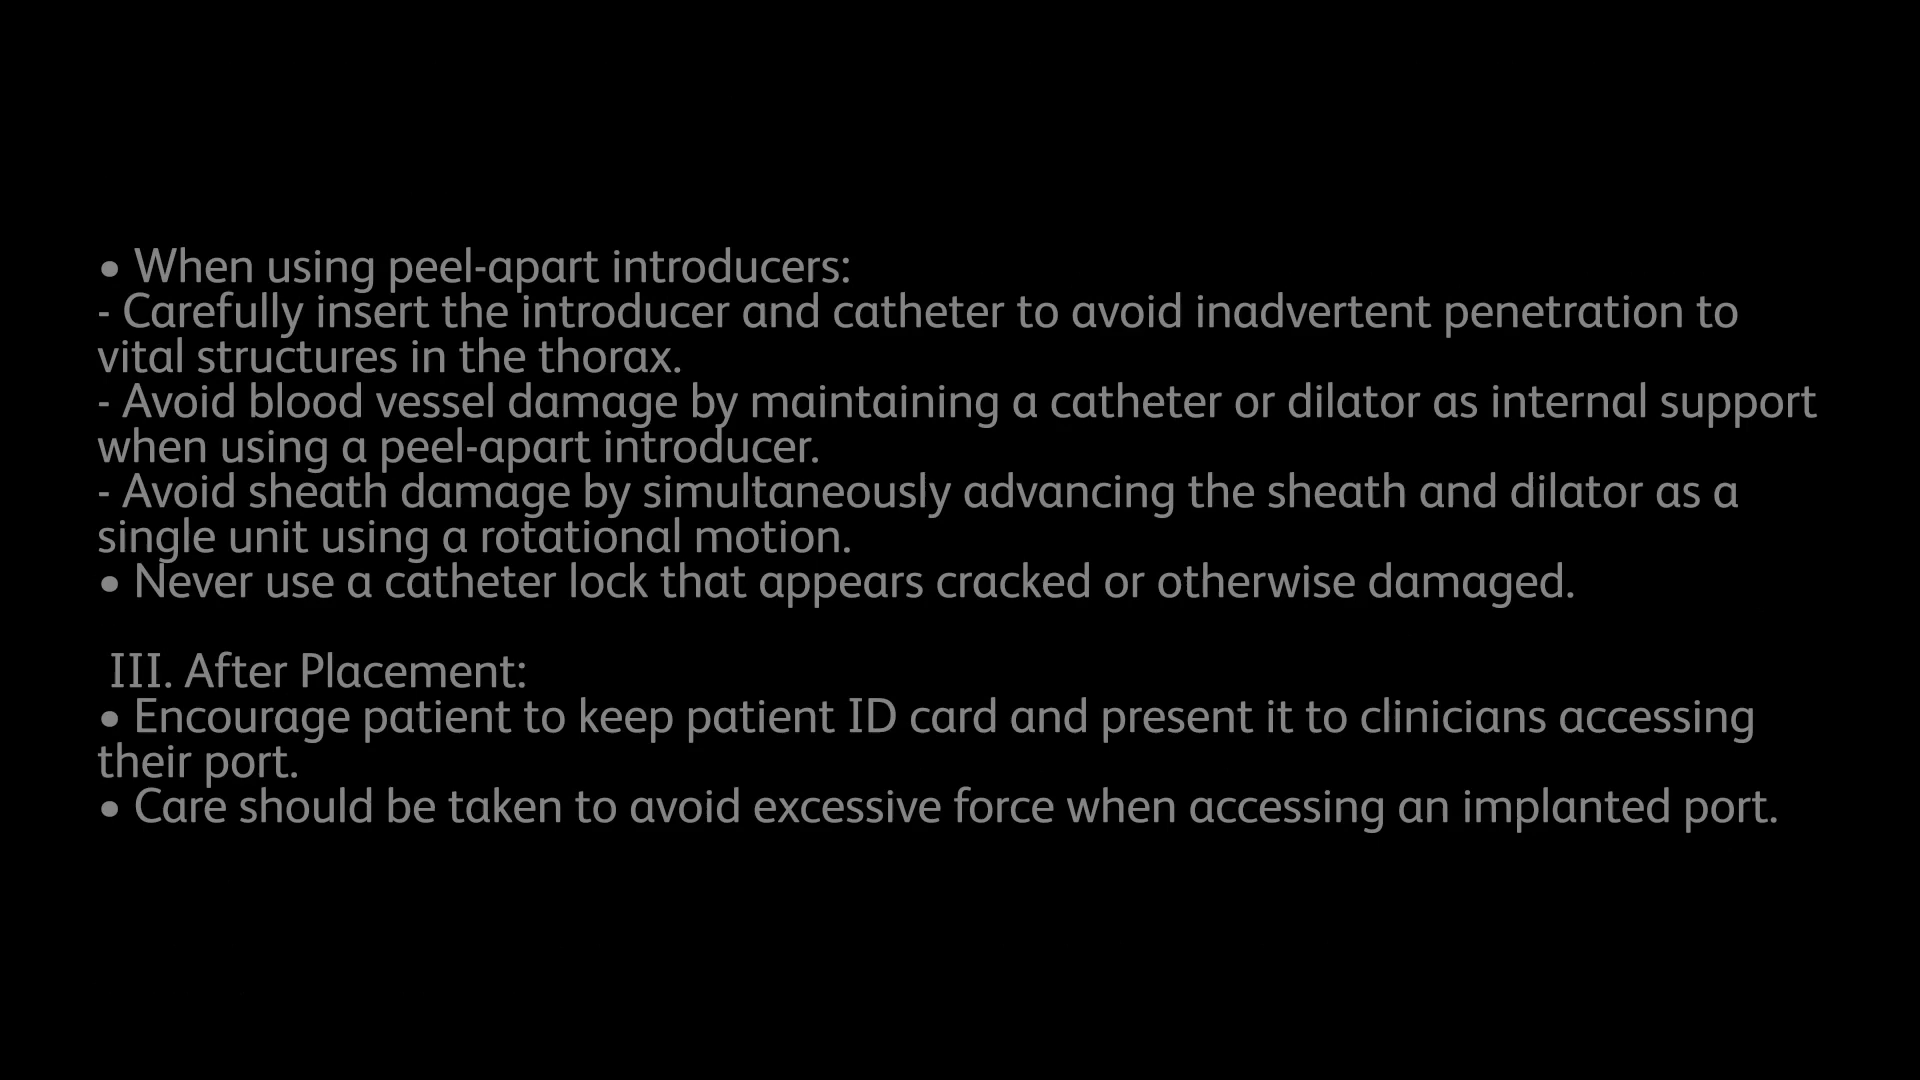 • When using peel-apart introducers:
- Carefully insert the introducer and catheter to avoid inadvertent penetration to
vital structures in the thorax.
- Avoid blood vessel damage by maintaining a catheter or dilator as internal support
when using a peel-apart introducer.
- Avoid sheath damage by simultaneously advancing the sheath and dilator as a
single unit using a rotational motion.
• Never use a catheter lock that appears cracked or otherwise damaged.
III. After Placement:
• Encourage patient to keep patient ID card and present it to clinicians accessing
their port.
• Care should be taken to avoid excessive force when accessing an implanted port.